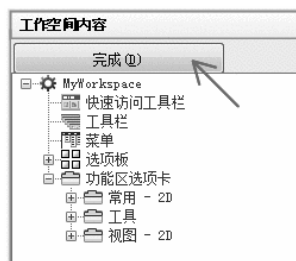 工作空间内容
完成(D)
MyWorkspace
快速访问工具栏
工具栏
菜单
选项板
功能区选项卡
常用 - 2D
工具
视图 - 2D